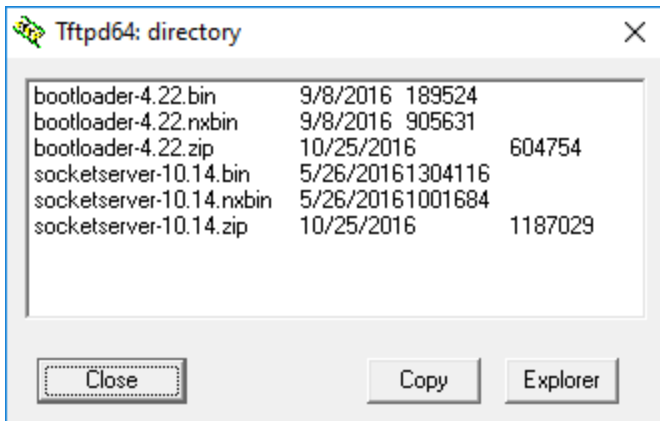 Tftpd64: directory
bootloader-4.22.bin 9/8/2016 189524
bootloader-4.22.nxbin 9/8/2016 905631
bootloader-4.22.zip 10/25/2016 604754
socketserver-10.14.bin 5/26/20161304116
socketserver-10.14.nxbin 5/26/20161001684
socketserver-10.14.zip 10/25/2016 1187029
Close Copy Explorer